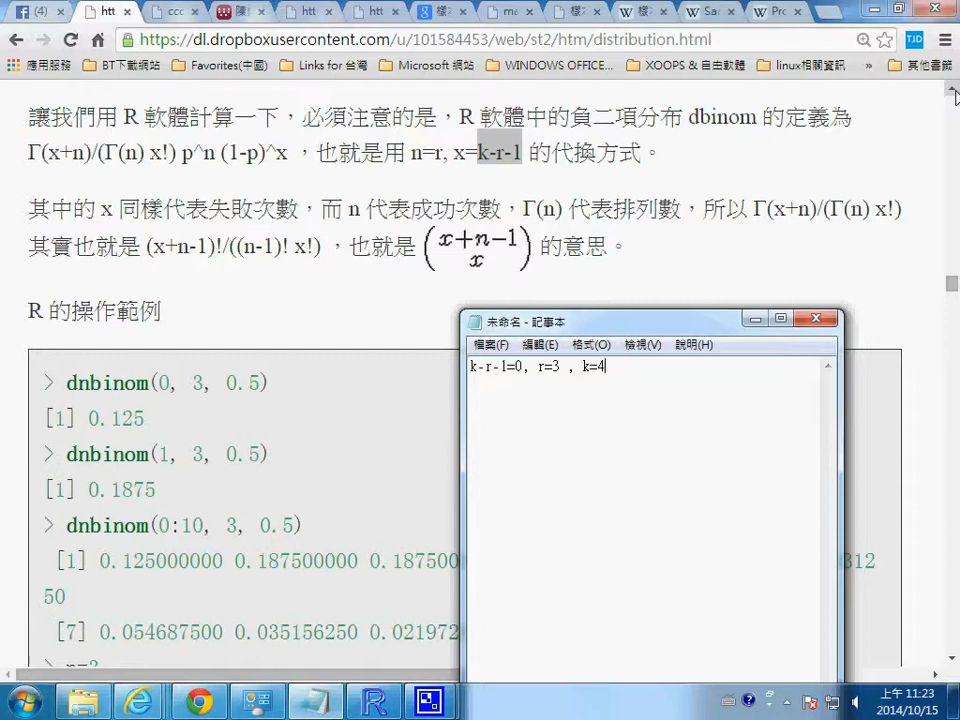 (4)
htt
ccc
htt
htt
ma
Sar
Pro
https://dl.dropboxusercontent.com/u/101584453/web/st2/htm/distribution.html
TJD
應用服務
BT下載網站
Favorites(中國)
Links for 台灣
Microsoft 網站
WINDOWS OFFICE...
XOOPS & 自由軟體
linux相關資訊
»
其他書籤
讓我們用 R 軟體計算一下，必須注意的是，R 軟體中的負二項分布 dbinom 的定義為
Γ(x+n)/(Γ(n) x!) p^n (1-p)^x ，也就是用 n=r, x=k-r-1 的代換方式。
其中的 x 同樣代表失敗次數，而 n 代表成功次數，Γ(n) 代表排列數，所以 Γ(x+n)/(Γ(n) x!)
其實也就是 (x+n-1)!/((n-1)! x!) ，也就是 (x+n−1 x) 的意思。
R 的操作範例
> dnbinom(0, 3, 0.5)
[1] 0.125
> dnbinom(1, 3, 0.5)
[1] 0.1875
> dnbinom(0:10, 3, 0.5)
[1] 0.125000000 0.187500000 0.187500
312
50
[7] 0.054687500 0.035156250 0.021972
未命名 - 記事本
檔案(F) 編輯(E) 格式(O) 檢視(V) 說明(H)
k-r-1=0, r=3 , k=4
上午 11:23
2014/10/15